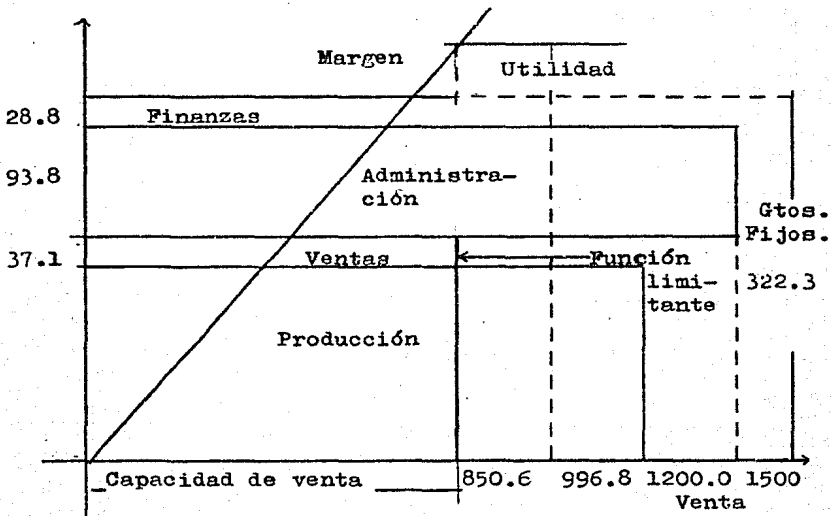 Margen
Utilidad
28.8
Finanzas
93.8
Administra-
ción
Gtos.
Fijos.
37.1
Ventas
Función
limi-
tante
322.3
Producción
Capacidad de venta
850.6 996.8 1200.0 1500
Venta